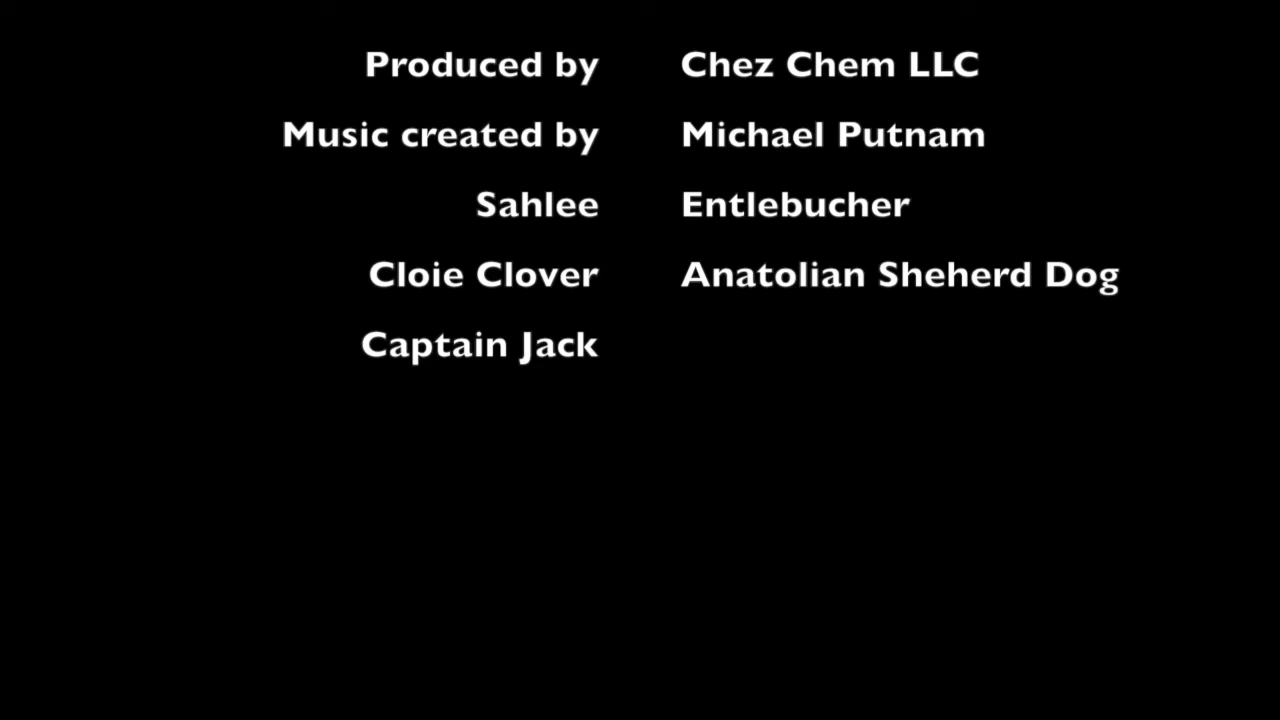 Produced by Chez Chem LLC
Music created by Michael Putnam
Sahlee Entlebucher
Cloie Clover Anatolian Sheherd Dog
Captain Jack